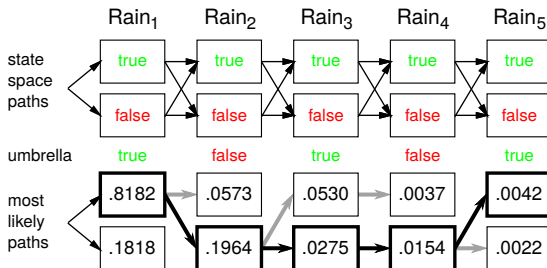 Rain1 Rain2 Rain3 Rain4 Rain5
state space paths
true true true true true
false false false false false
umbrella true false true false true
most likely paths
.8182 .0573 .0530 .0037 .0042
.1818 .1964 .0275 .0154 .0022